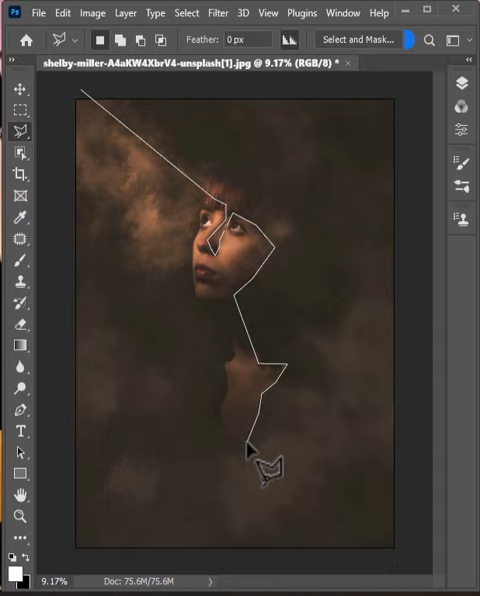 Ps File Edit Image Layer Type Select Filter 3D View Plugins Window Help
Feather: 0 px Select and Mask...
shelby-miller-A4aKW4XbrV4-unsplash[1].jpg @ 9.17% (RGB/8) *
T
9.17% Doc: 75.6M/75.6M